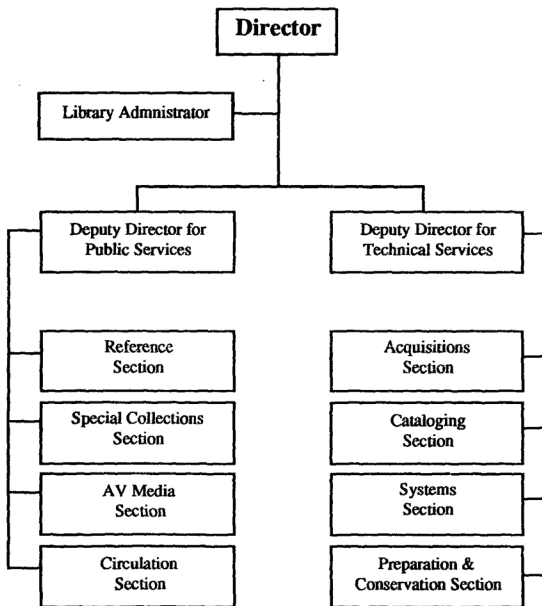 Director
Library Admnistrator
Deputy Director for
Public Services
Deputy Director for
Technical Services
Reference
Section
Acquisitions
Section
Special Collections
Section
Cataloging
Section
AV Media
Section
Systems
Section
Circulation
Section
Preparation &
Conservation Section